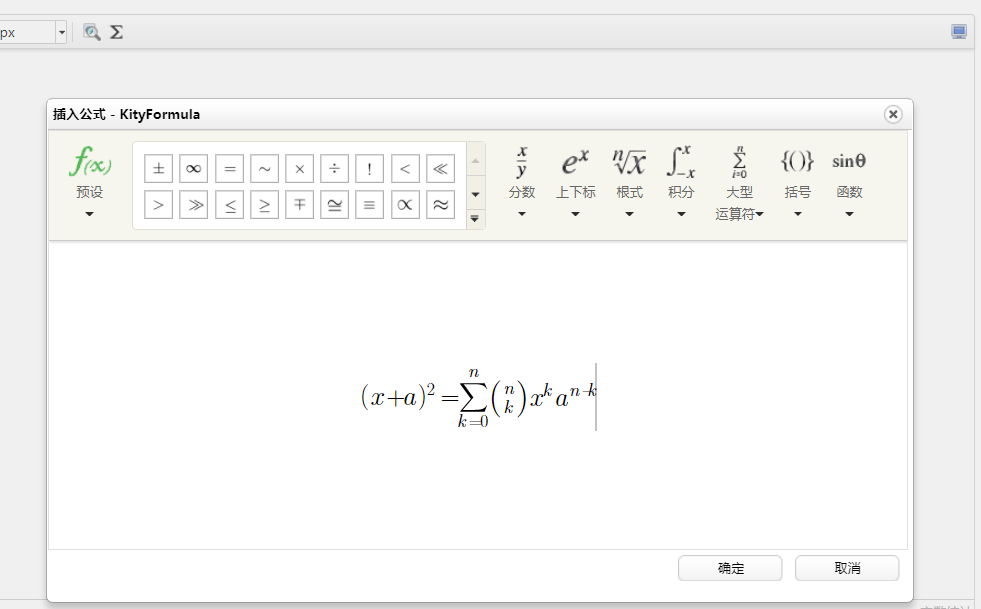 px
插入公式 - KityFormula
f(x) 预设
± ∞ = ~ × ÷ ! < ≪
> ≫ ≤ ≥ ∓ ≅ ≡ ∝ ≈
x/y 分数
eˣ 上下标
ⁿ√x 根式
∫ˣ₋ₓ 积分
∑ n i=0 大型
运算符
{()} 括号
sinθ 函数
(x+a)² = ∑_{k=0}^{n} (n k) x^k a^{n-k}
确定 取消